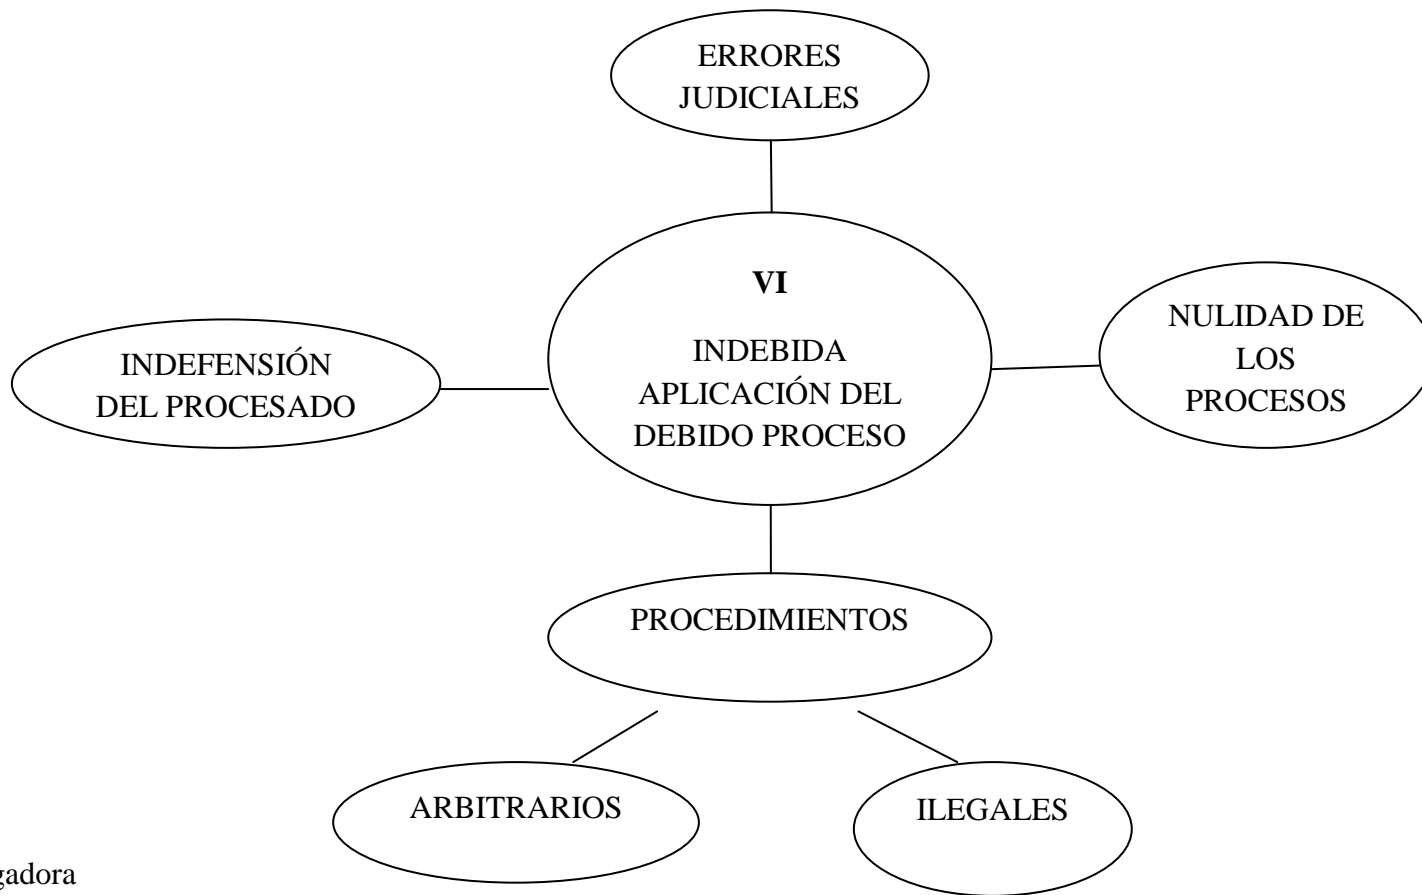 ERRORES
JUDICIALES
VI
INDEBIDA
APLICACIÓN DEL
DEBIDO PROCESO
NULIDAD DE
LOS
PROCESOS
INDEFENSIÓN
DEL PROCESADO
PROCEDIMIENTOS
ARBITRARIOS
ILEGALES
gadora